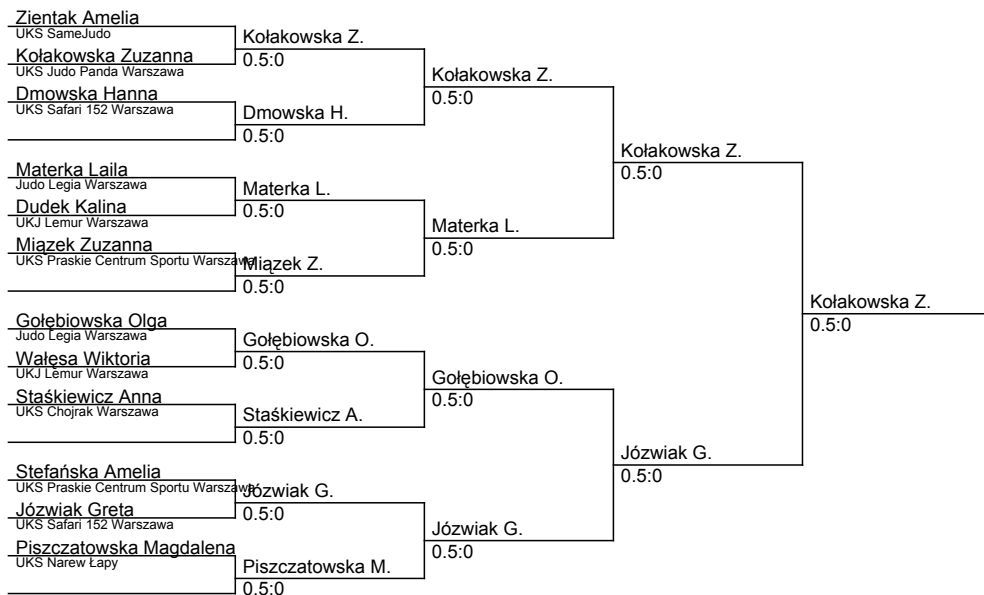 Zientak Amelia
UKS SameJudo
Kołakowska Zuzanna
UKS Judo Panda Warszawa
Dmowska Hanna
UKS Safari 152 Warszawa
Materka Laila
Judo Legia Warszawa
Dudek Kalina
UKJ Lemur Warszawa
Miązek Zuzanna
UKS Praskie Centrum Sportu Warszawa
Gołębiowska Olga
Judo Legia Warszawa
Wałęsa Wiktoria
UKJ Lemur Warszawa
Staśkiewicz Anna
UKS Chojrak Warszawa
Stefańska Amelia
UKS Praskie Centrum Sportu Warszawa
Józwiak Greta
UKS Safari 152 Warszawa
Piszczatowska Magdalena
UKS Narew Łapy
Kołakowska Z.
0.5:0
Dmowska H.
0.5:0
Materka L.
0.5:0
Miązek Z.
0.5:0
Gołębiowska O.
0.5:0
Staśkiewicz A.
0.5:0
Józwiak G.
0.5:0
Piszczatowska M.
0.5:0
Kołakowska Z.
0.5:0
Materka L.
0.5:0
Gołębiowska O.
0.5:0
Józwiak G.
0.5:0
Kołakowska Z.
0.5:0
Józwiak G.
0.5:0
Kołakowska Z.
0.5:0